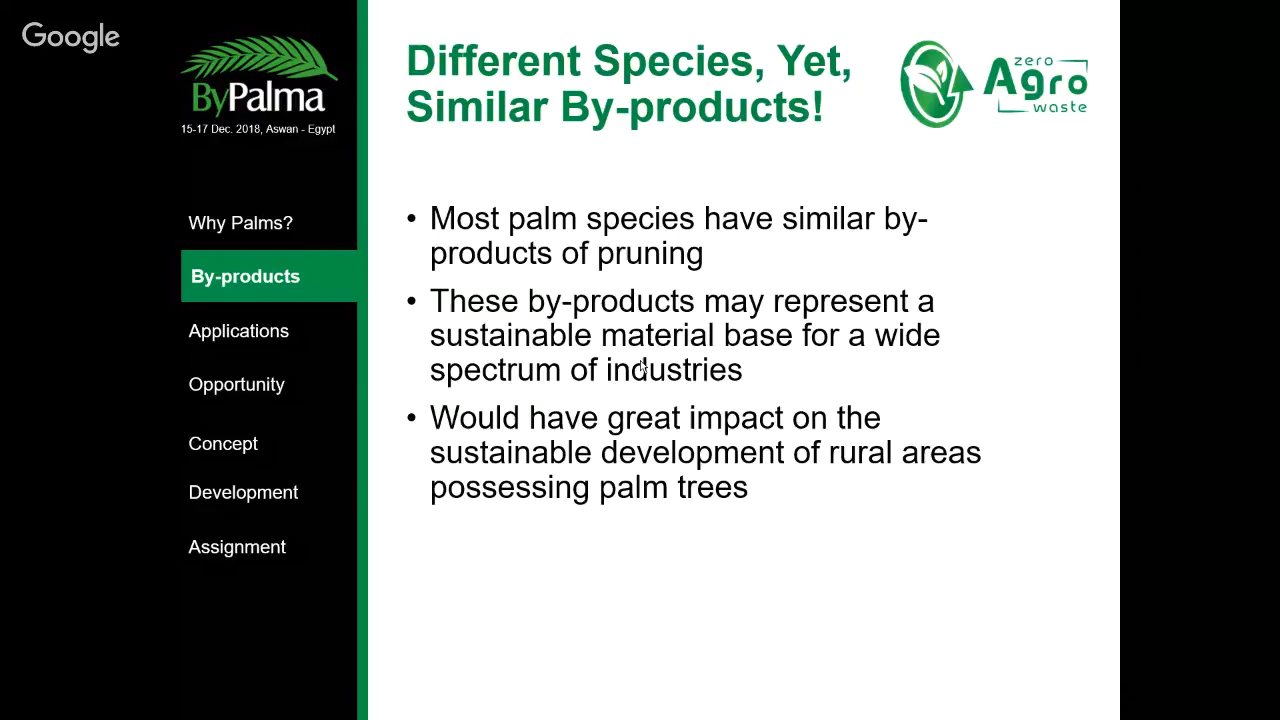 Google
ByPalma
15-17 Dec. 2018, Aswan - Egypt
Why Palms?
By-products
Applications
Opportunity
Concept
Development
Assignment
Different Species, Yet,
Similar By-products!
zero
Agro
waste
• Most palm species have similar by-
products of pruning
• These by-products may represent a
sustainable material base for a wide
spectrum of industries
• Would have great impact on the
sustainable development of rural areas
possessing palm trees